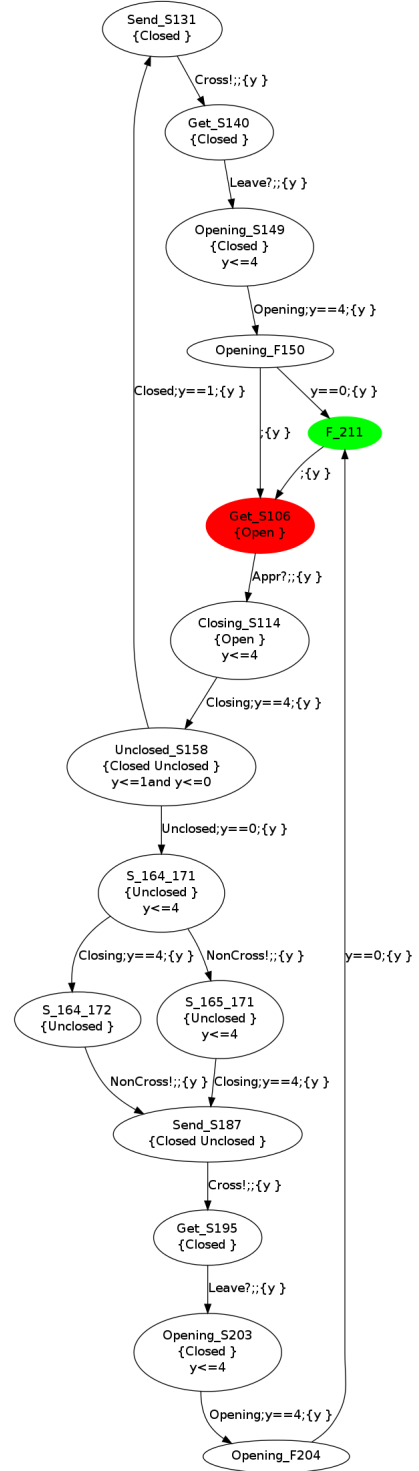 Send_S131
{Closed }
Cross!;;{y }
Get_S140
{Closed }
Leave?;;{y }
Opening_S149
{Closed }
y<=4
Opening;y==4;{y }
Opening_F150
Closed;y==1;{y }
y==0;{y }
;{y }
F_211
;{y }
Get_S106
{Open }
Appr?;;{y }
Closing_S114
{Open }
y<=4
Closing;y==4;{y }
Unclosed_S158
{Closed Unclosed }
y<=1and y<=0
Unclosed;y==0;{y }
S_164_171
{Unclosed }
y<=4
Closing;y==4;{y }
NonCross!;;{y }
y==0;{y }
S_164_172
{Unclosed }
S_165_171
{Unclosed }
y<=4
NonCross!;;{y }
Closing;y==4;{y }
Send_S187
{Closed Unclosed }
Cross!;;{y }
Get_S195
{Closed }
Leave?;;{y }
Opening_S203
{Closed }
y<=4
Opening;y==4;{y }
Opening_F204